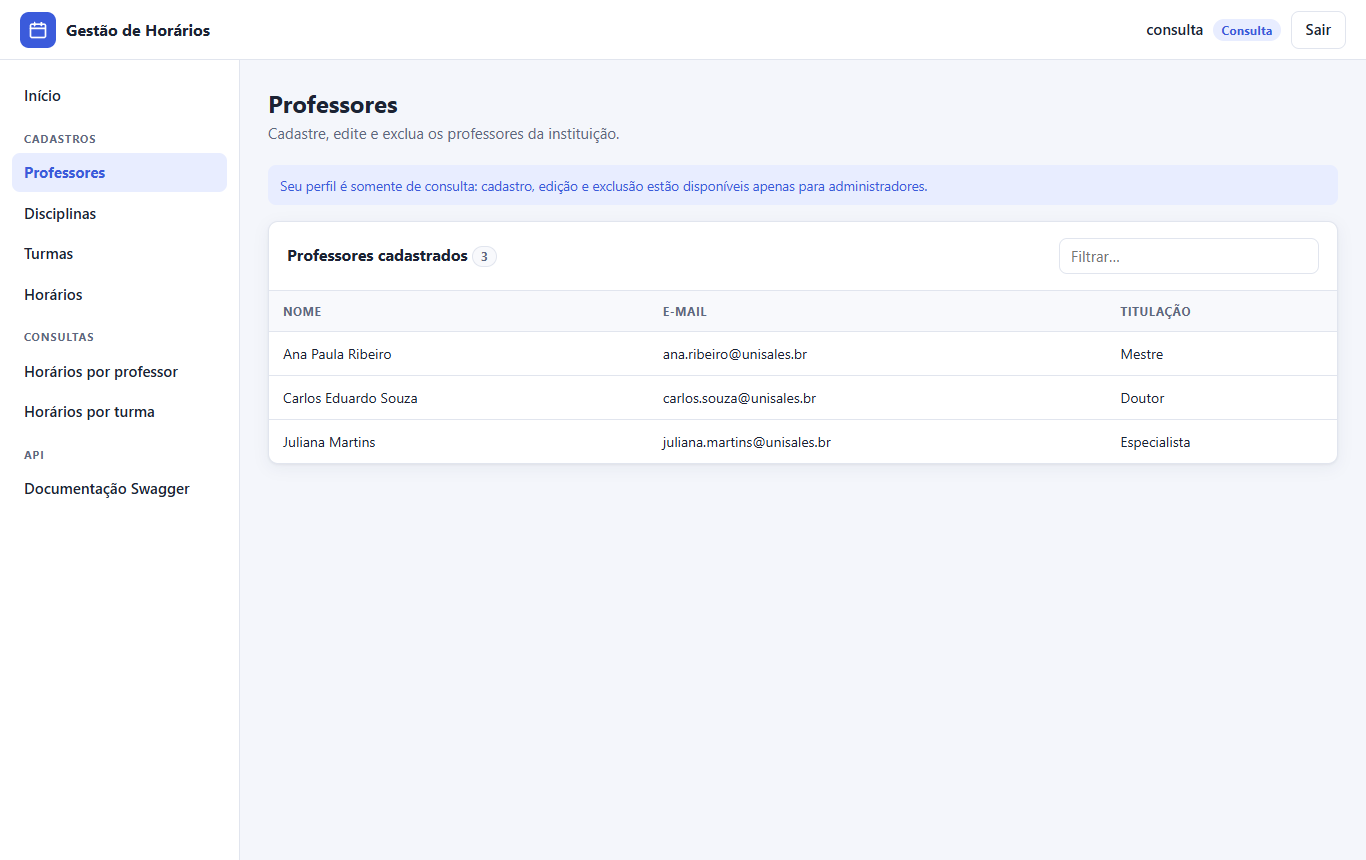 Gestão de Horários
consulta Consulta Sair
Início
CADASTROS
Professores
Disciplinas
Turmas
Horários
CONSULTAS
Horários por professor
Horários por turma
API
Documentação Swagger
Professores
Cadastre, edite e exclua os professores da instituição.
Seu perfil é somente de consulta: cadastro, edição e exclusão estão disponíveis apenas para administradores.
Professores cadastrados 3
Filtrar...
NOME E-MAIL TITULAÇÃO
Ana Paula Ribeiro ana.ribeiro@unisales.br Mestre
Carlos Eduardo Souza carlos.souza@unisales.br Doutor
Juliana Martins juliana.martins@unisales.br Especialista